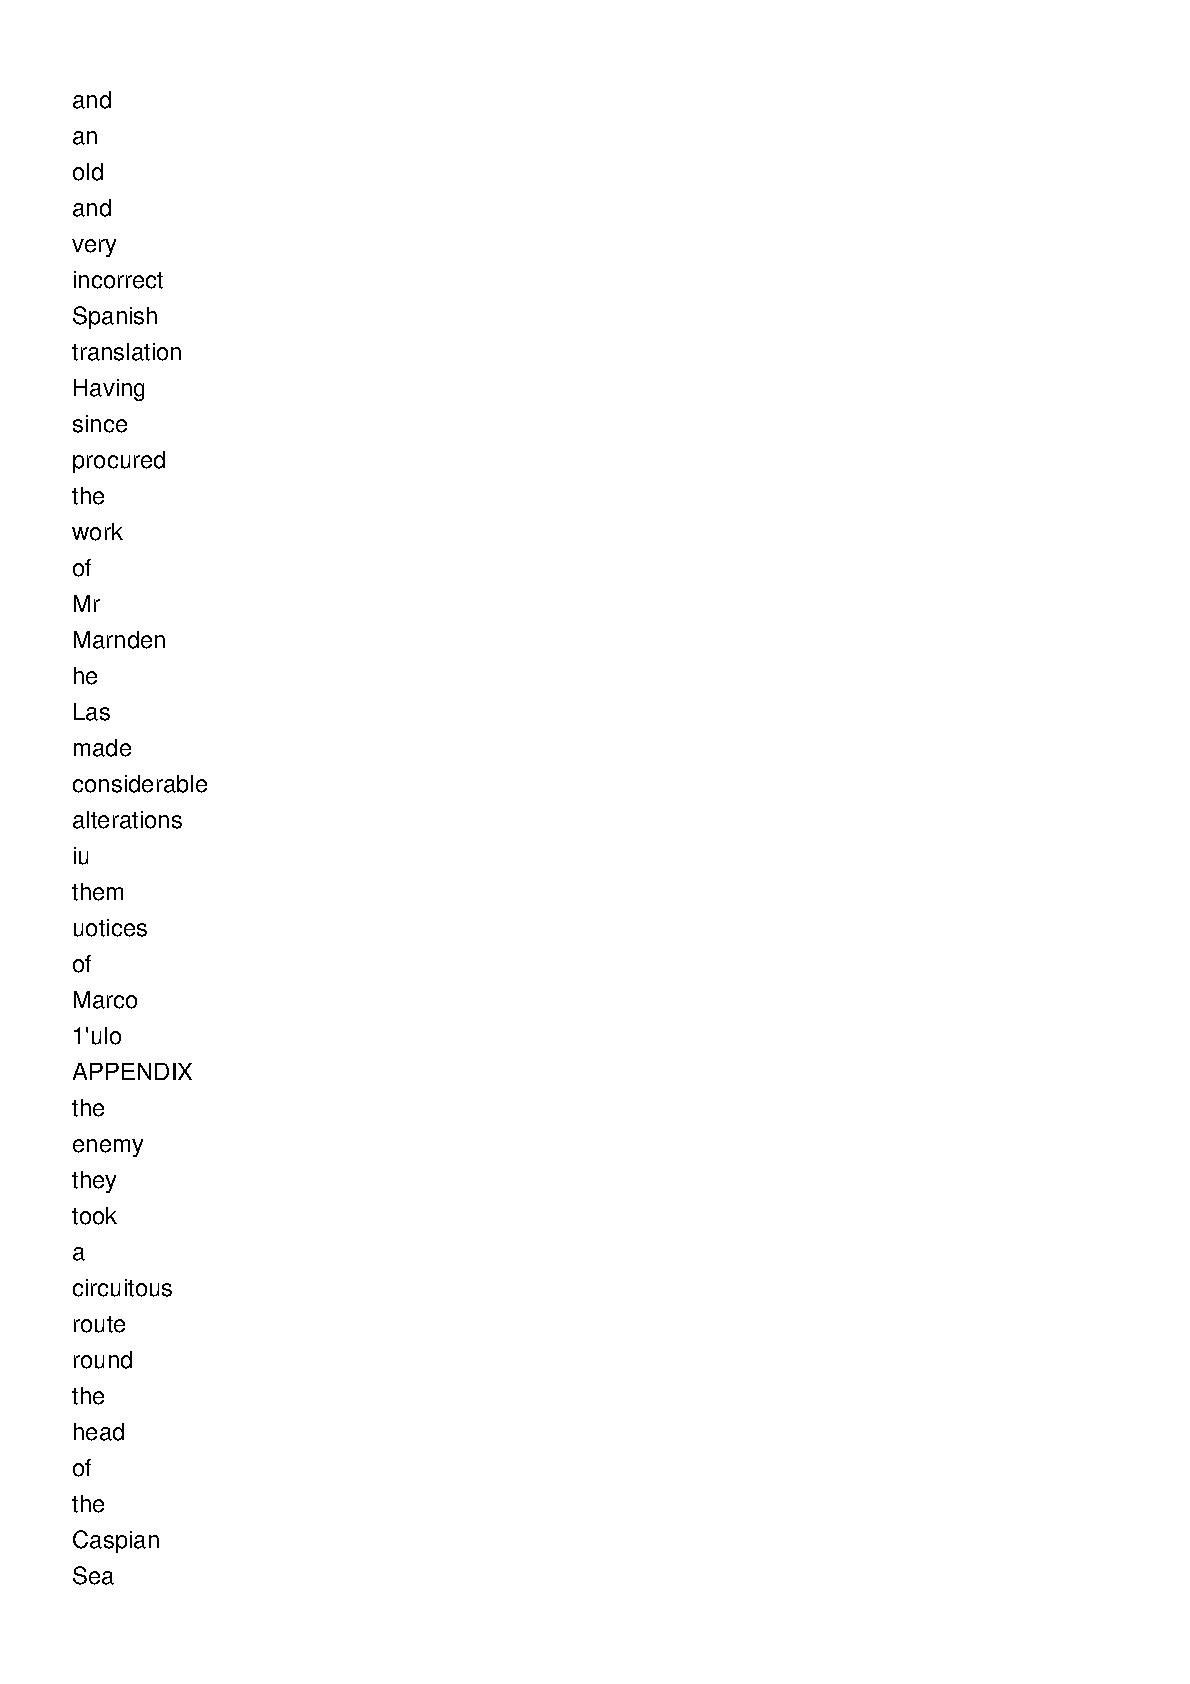 and
an
old
and
very
incorrect
Spanish
translation
Having
since
procured
the
work
of
Mr
Marnden
he
Las
made
considerable
alterations
iu
them
uotices
of
Marco
1'ulo
APPENDIX
the
enemy
they
took
a
circuitous
route
round
the
head
of
the
Caspian
Sea